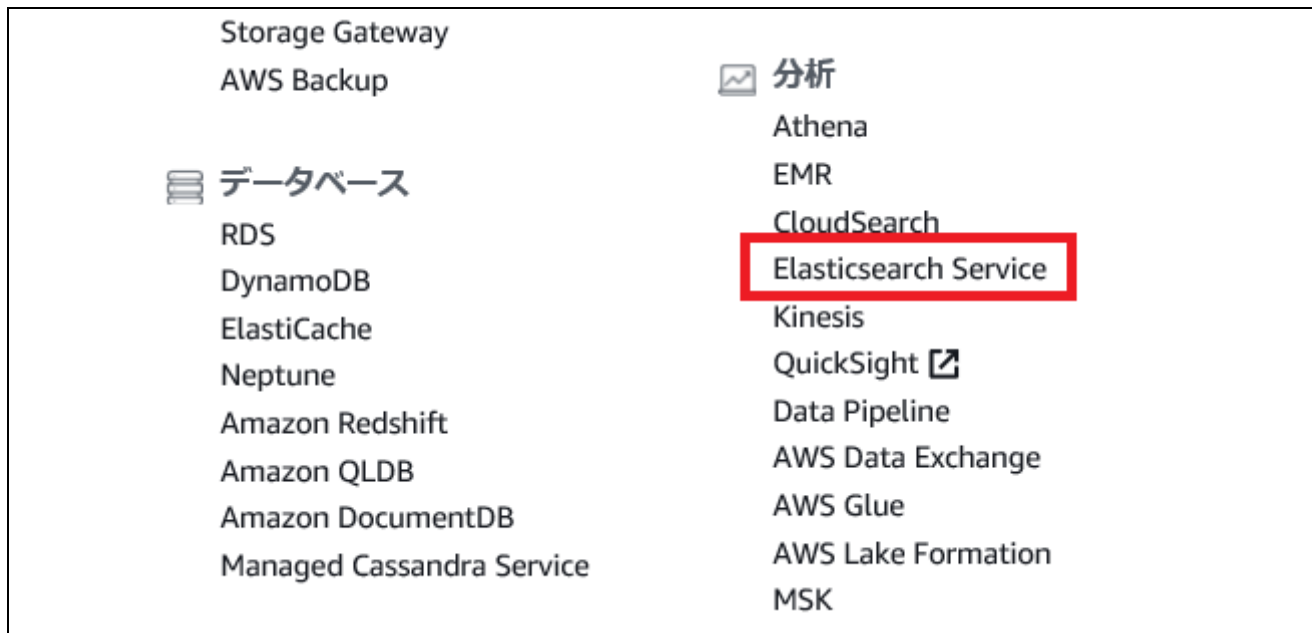 Storage Gateway
AWS Backup
データベース
RDS
DynamoDB
ElastiCache
Neptune
Amazon Redshift
Amazon QLDB
Amazon DocumentDB
Managed Cassandra Service
分析
Athena
EMR
CloudSearch
Elasticsearch Service
Kinesis
QuickSight
Data Pipeline
AWS Data Exchange
AWS Glue
AWS Lake Formation
MSK